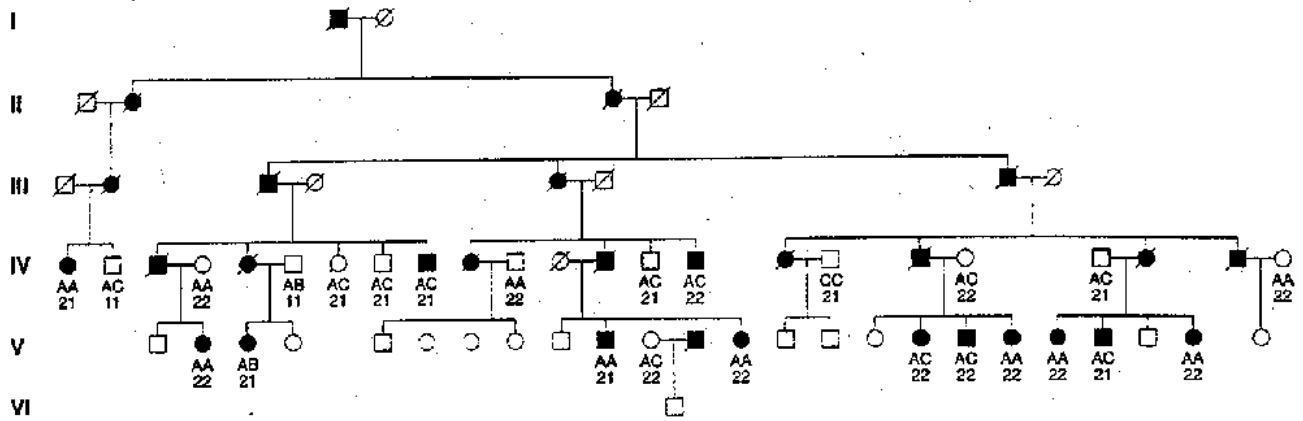 I
II
III
IV
AA AC AA AB AC AC AC AA AC AC CC AC AC AA
21 11 22 11 21 21 21 22 21 22 21 22 21 22
V
AA AB AA AC AA AC AC AA AA AC AA
22 21 21 22 22 22 22 22 22 21 22
VI